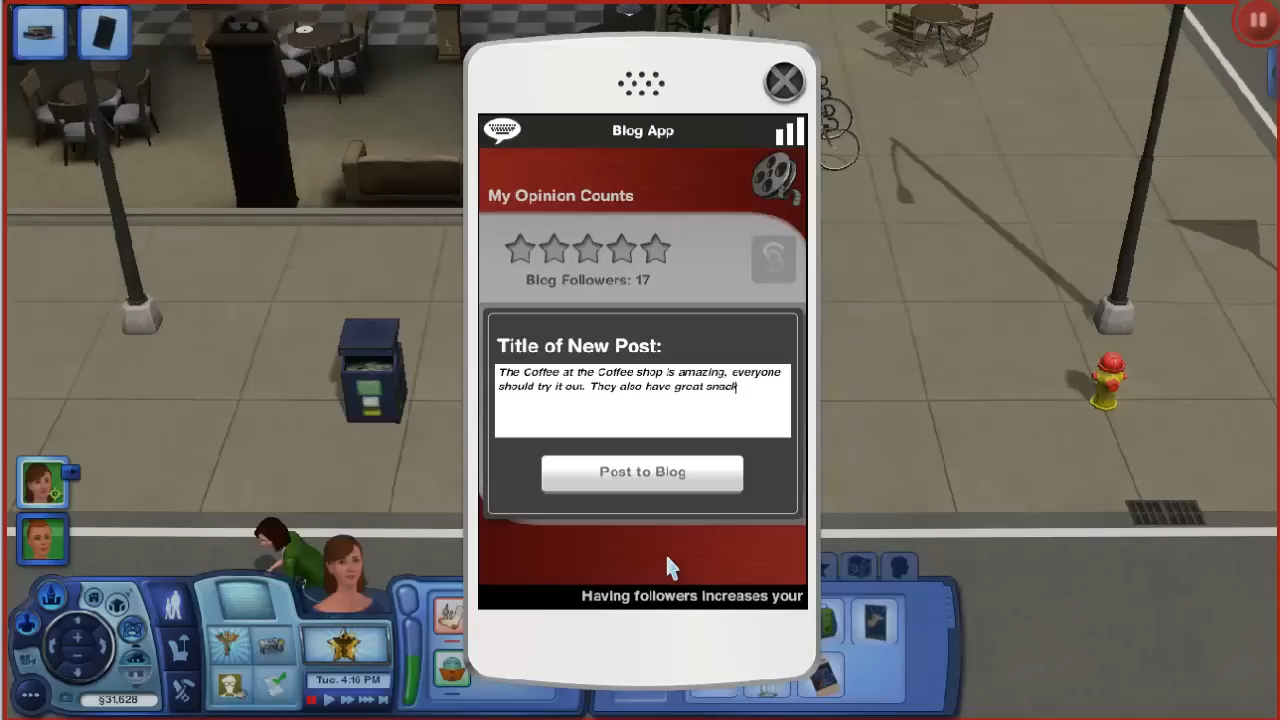 Blog App
My Opinion Counts
Blog Followers: 17
Title of New Post:
The Coffee at the Coffee shop is amazing, everyone
should try it out. They also have great snack
Post to Blog
Having followers increases your
Tue. 4:10 PM
§31,628